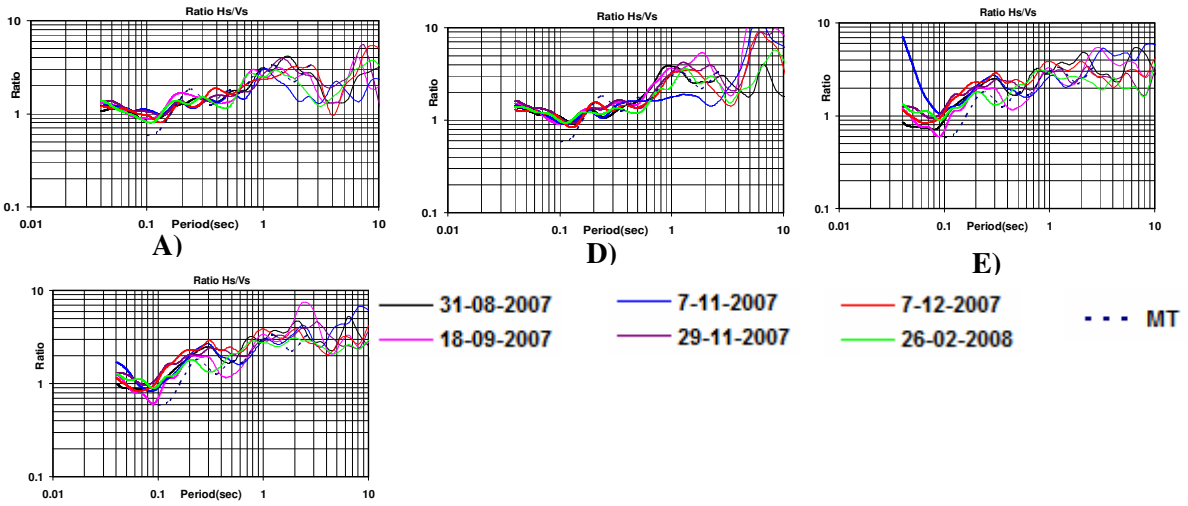 Ratio Hs/Vs
10
1
0.1
Ratio
0.01
0.1
1
10
Period(sec)
A)
Ratio Hs/Vs
10
1
0.1
Ratio
0.01
0.1
1
10
Period(sec)
D)
Ratio Hs/Vs
10
1
0.1
Ratio
0.01
0.1
1
10
Period(sec)
E)
Ratio Hs/Vs
10
1
0.1
Ratio
0.01
0.1
1
10
Period(sec)
31-08-2007
7-11-2007
7-12-2007
MT
18-09-2007
29-11-2007
26-02-2008